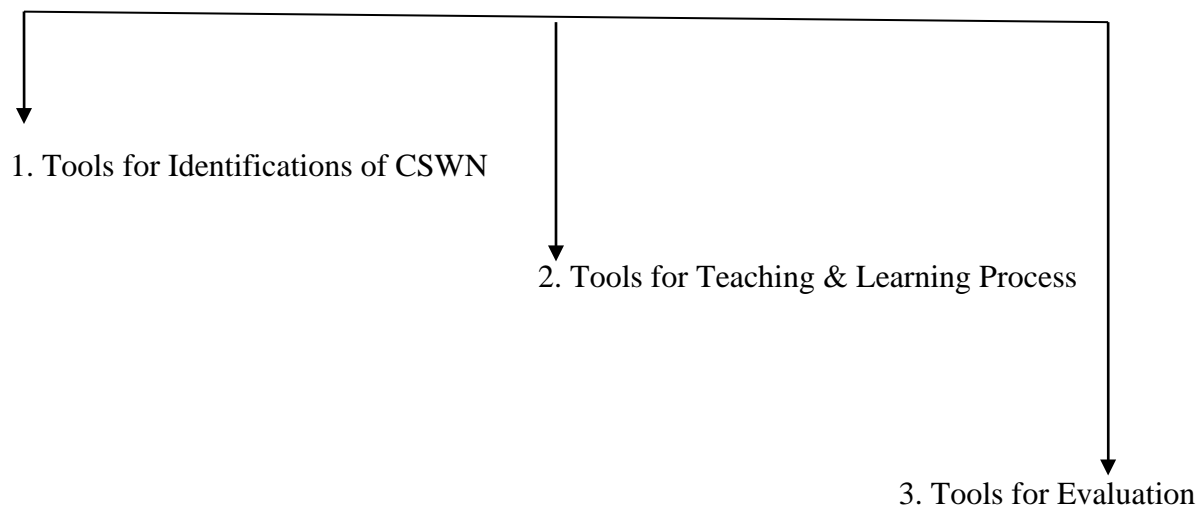 1. Tools for Identifications of CSWN
2. Tools for Teaching & Learning Process
3. Tools for Evaluation